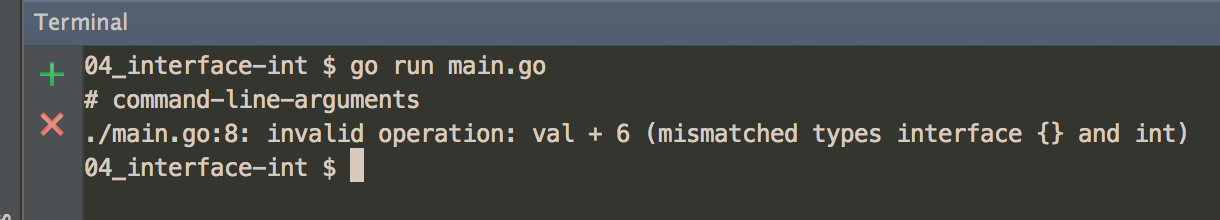 Terminal
04_interface-int $ go run main.go
# command-line-arguments
./main.go:8: invalid operation: val + 6 (mismatched types interface {} and int)
04_interface-int $